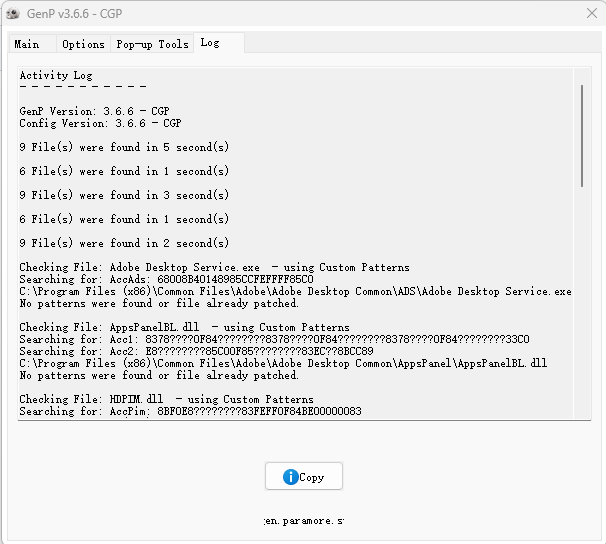 GenP v3.6.6 - CGP
Main Options Pop-up Tools Log
Activity Log
- - - - - - - - - - -
GenP Version: 3.6.6 - CGP
Config Version: 3.6.6 - CGP
9 File(s) were found in 5 second(s)
6 File(s) were found in 1 second(s)
9 File(s) were found in 3 second(s)
6 File(s) were found in 1 second(s)
9 File(s) were found in 2 second(s)
Checking File: Adobe Desktop Service.exe - using Custom Patterns
Searching for: AccAds: 68008B40148985CCFEFFFF85C0
C:\Program Files (x86)\Common Files\Adobe\Adobe Desktop Common\ADS\Adobe Desktop Service.exe
No patterns were found or file already patched.
Checking File: AppsPanelBL.dll - using Custom Patterns
Searching for: Acc1: 8378????0F84????????8378????0F84????????8378????0F84????????33C0
Searching for: Acc2: E8????????85C00F85????????83EC??8BCC89
C:\Program Files (x86)\Common Files\Adobe\Adobe Desktop Common\AppsPanel\AppsPanelBL.dll
No patterns were found or file already patched.
Checking File: HDPIM.dll - using Custom Patterns
Searching for: AccPim: 8BF0E8????????83FEFF0F84BE00000083
Copy
gen.paramore.s